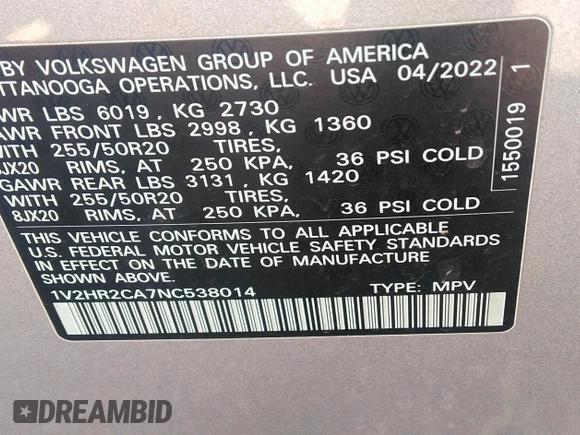 BY VOLKSWAGEN GROUP OF AMERICA
TTANOOGA OPERATIONS, LLC. USA 04/2022
WR LBS 6019, KG 2730
AWR FRONT LBS 2998, KG 1360
WITH 255/50R20 TIRES,
8JX20 RIMS, AT 250 KPA, 36 PSI COLD
GAWR REAR LBS 3131, KG 1420
WITH 255/50R20 TIRES,
8JX20 RIMS, AT 250 KPA, 36 PSI COLD
THIS VEHICLE CONFORMS TO ALL APPLICABLE
U.S. FEDERAL MOTOR VEHICLE SAFETY STANDARDS
IN EFFECT ON THE DATE OF MANUFACTURE
SHOWN ABOVE
1V2HR2CA7NC538014 TYPE: MPV
1550019 1
DREAMBID